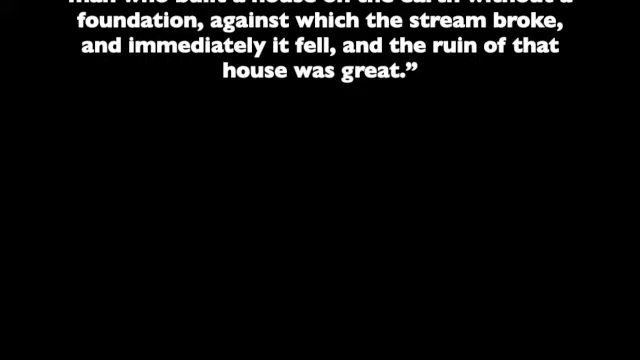 man who built a house on the earth without a
foundation, against which the stream broke,
and immediately it fell, and the ruin of that
house was great.”